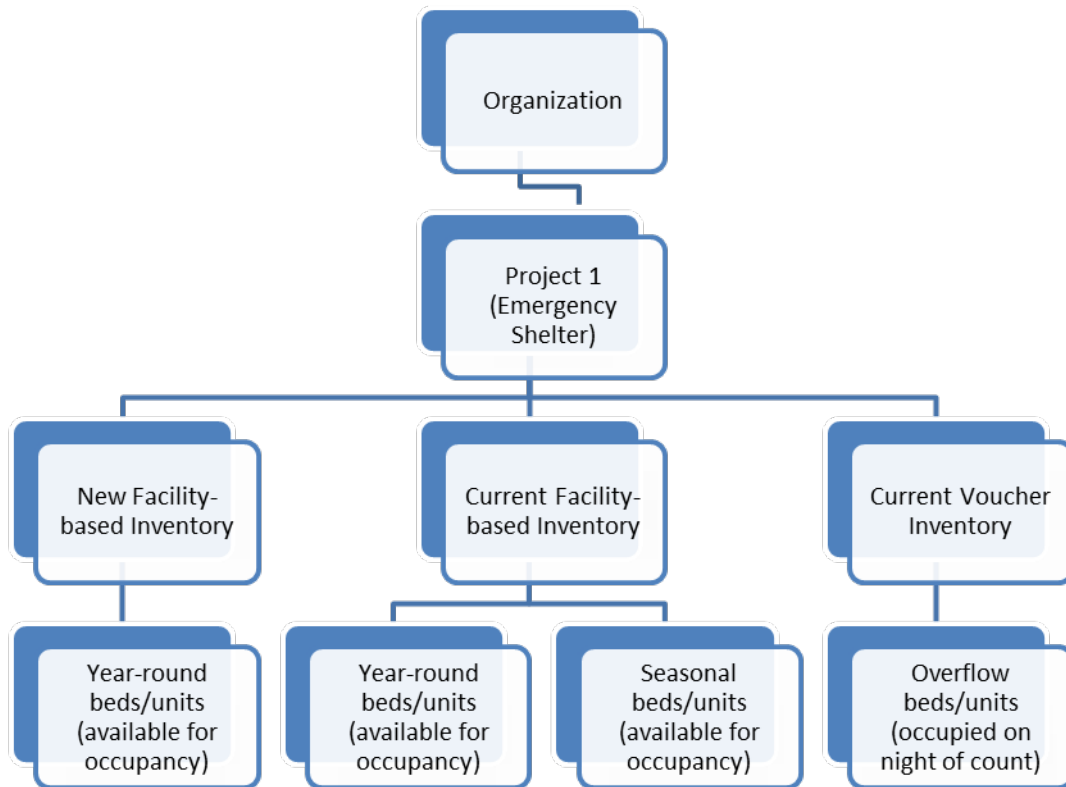 Organization
Project 1
(Emergency
Shelter)
New Facility-
based Inventory
Current Facility-
based Inventory
Current Voucher
Inventory
Year-round
beds/units
(available for
occupancy)
Year-round
beds/units
(available for
occupancy)
Seasonal
beds/units
(available for
occupancy)
Overflow
beds/units
(occupied on
night of count)